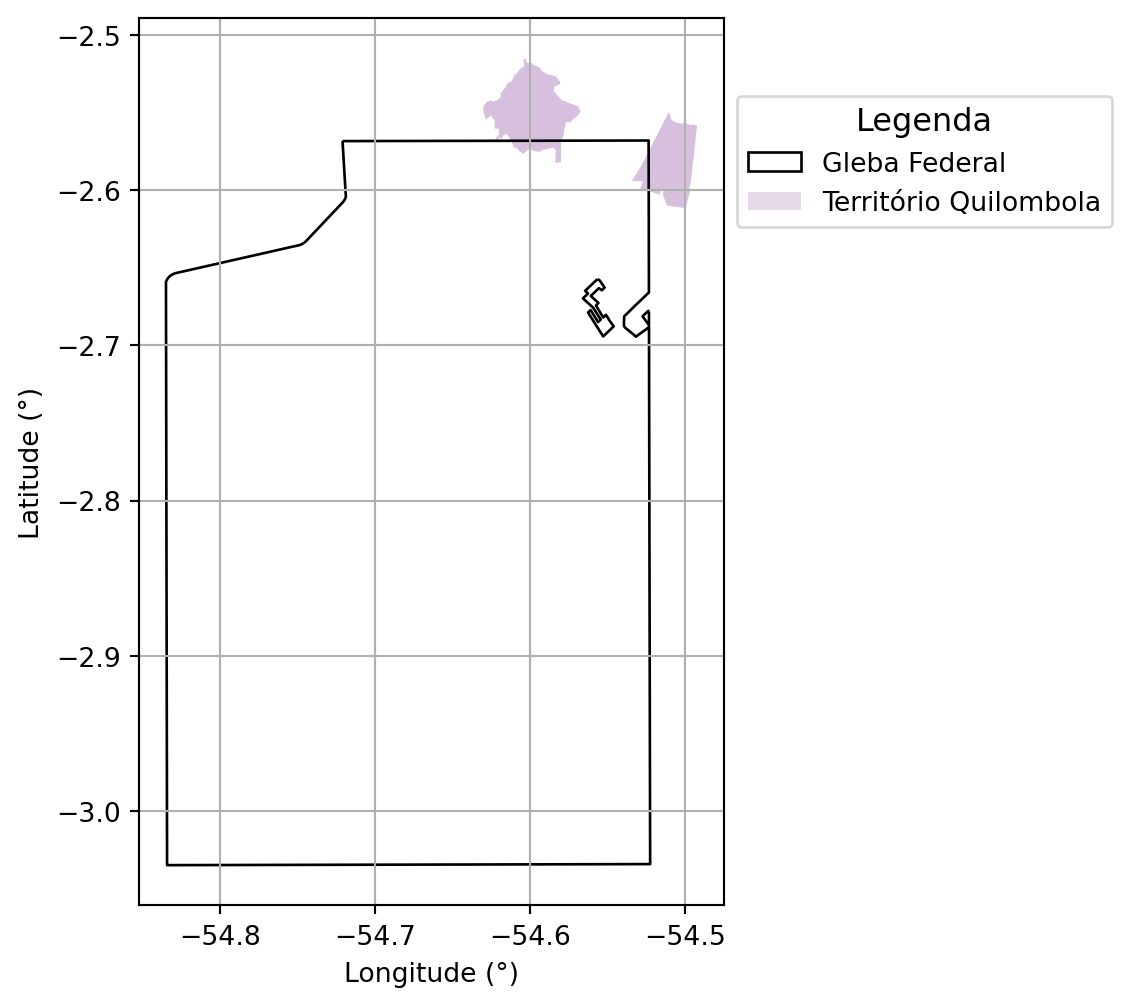 −2.5
−2.6
−2.7
−2.8
−2.9
−3.0
Latitude (°)
−54.8
−54.7
−54.6
−54.5
Longitude (°)
Legenda
Gleba Federal
Território Quilombola